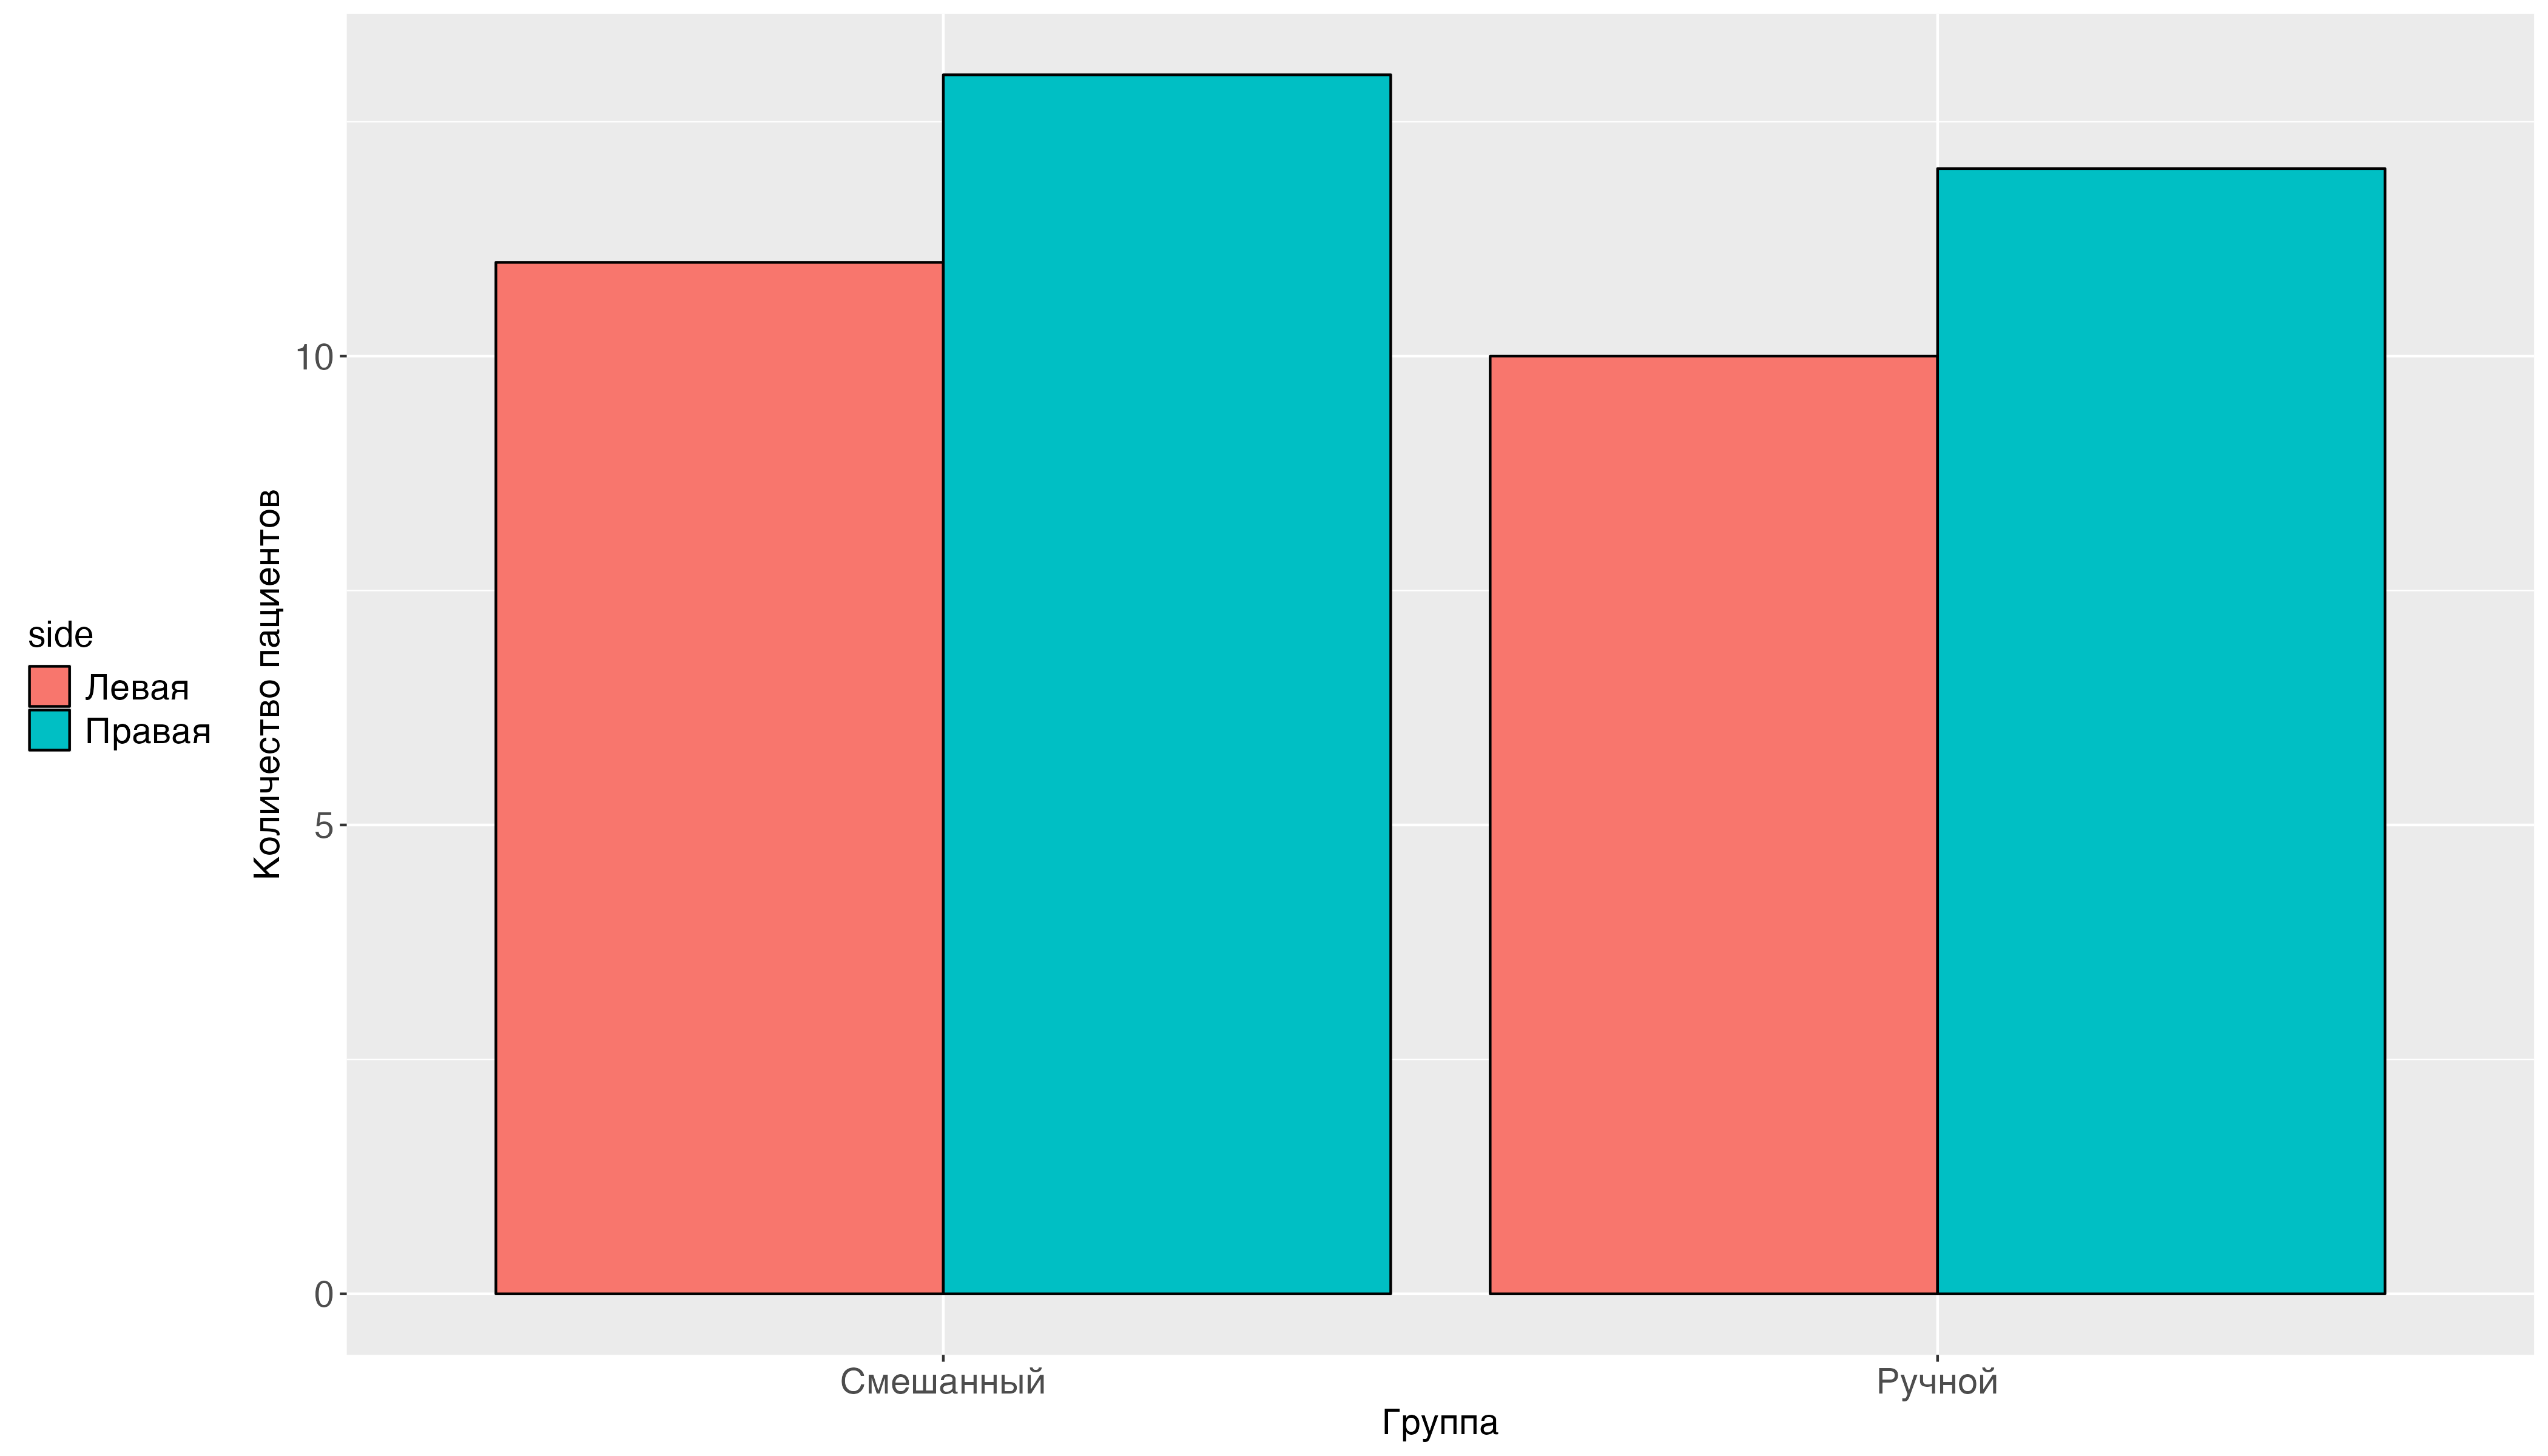 side
Левая
Правая
Количество пациентов
10
5
0
Смешанный
Ручной
Группа